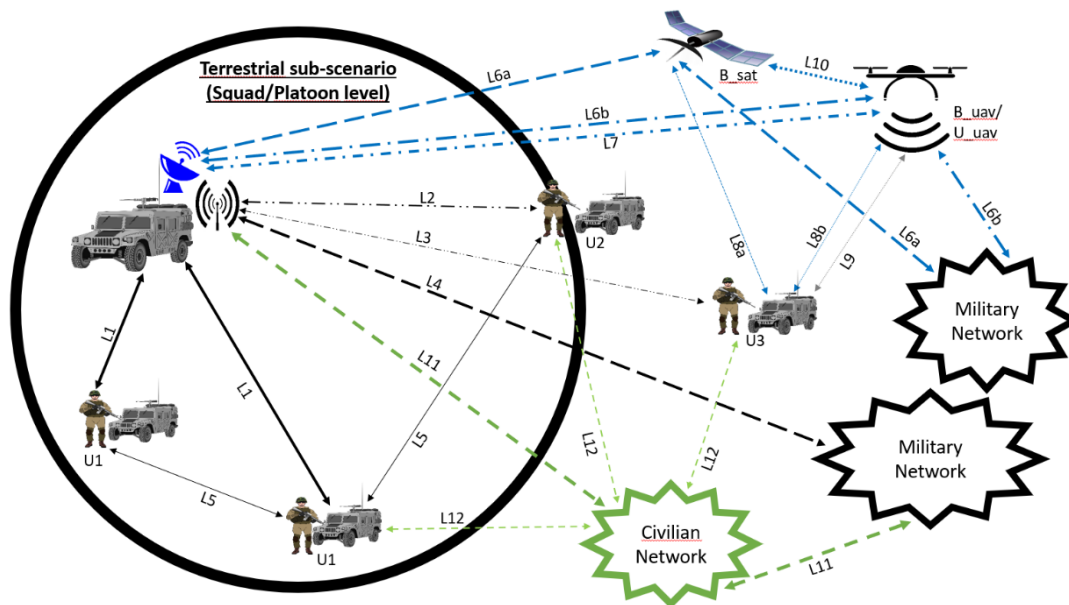 Terrestrial sub-scenario
(Squad/Platoon level)
L6a
B_sat
L10
B_uav/
U_uav
L6b
L7
L2
U2
L3
L8a
L8b
L9
L6a
L6b
L4
U3
Military
Network
L1
L1
L11
L5
U1
L5
L12
L12
Military
Network
L12
U1
Civilian
Network
L11